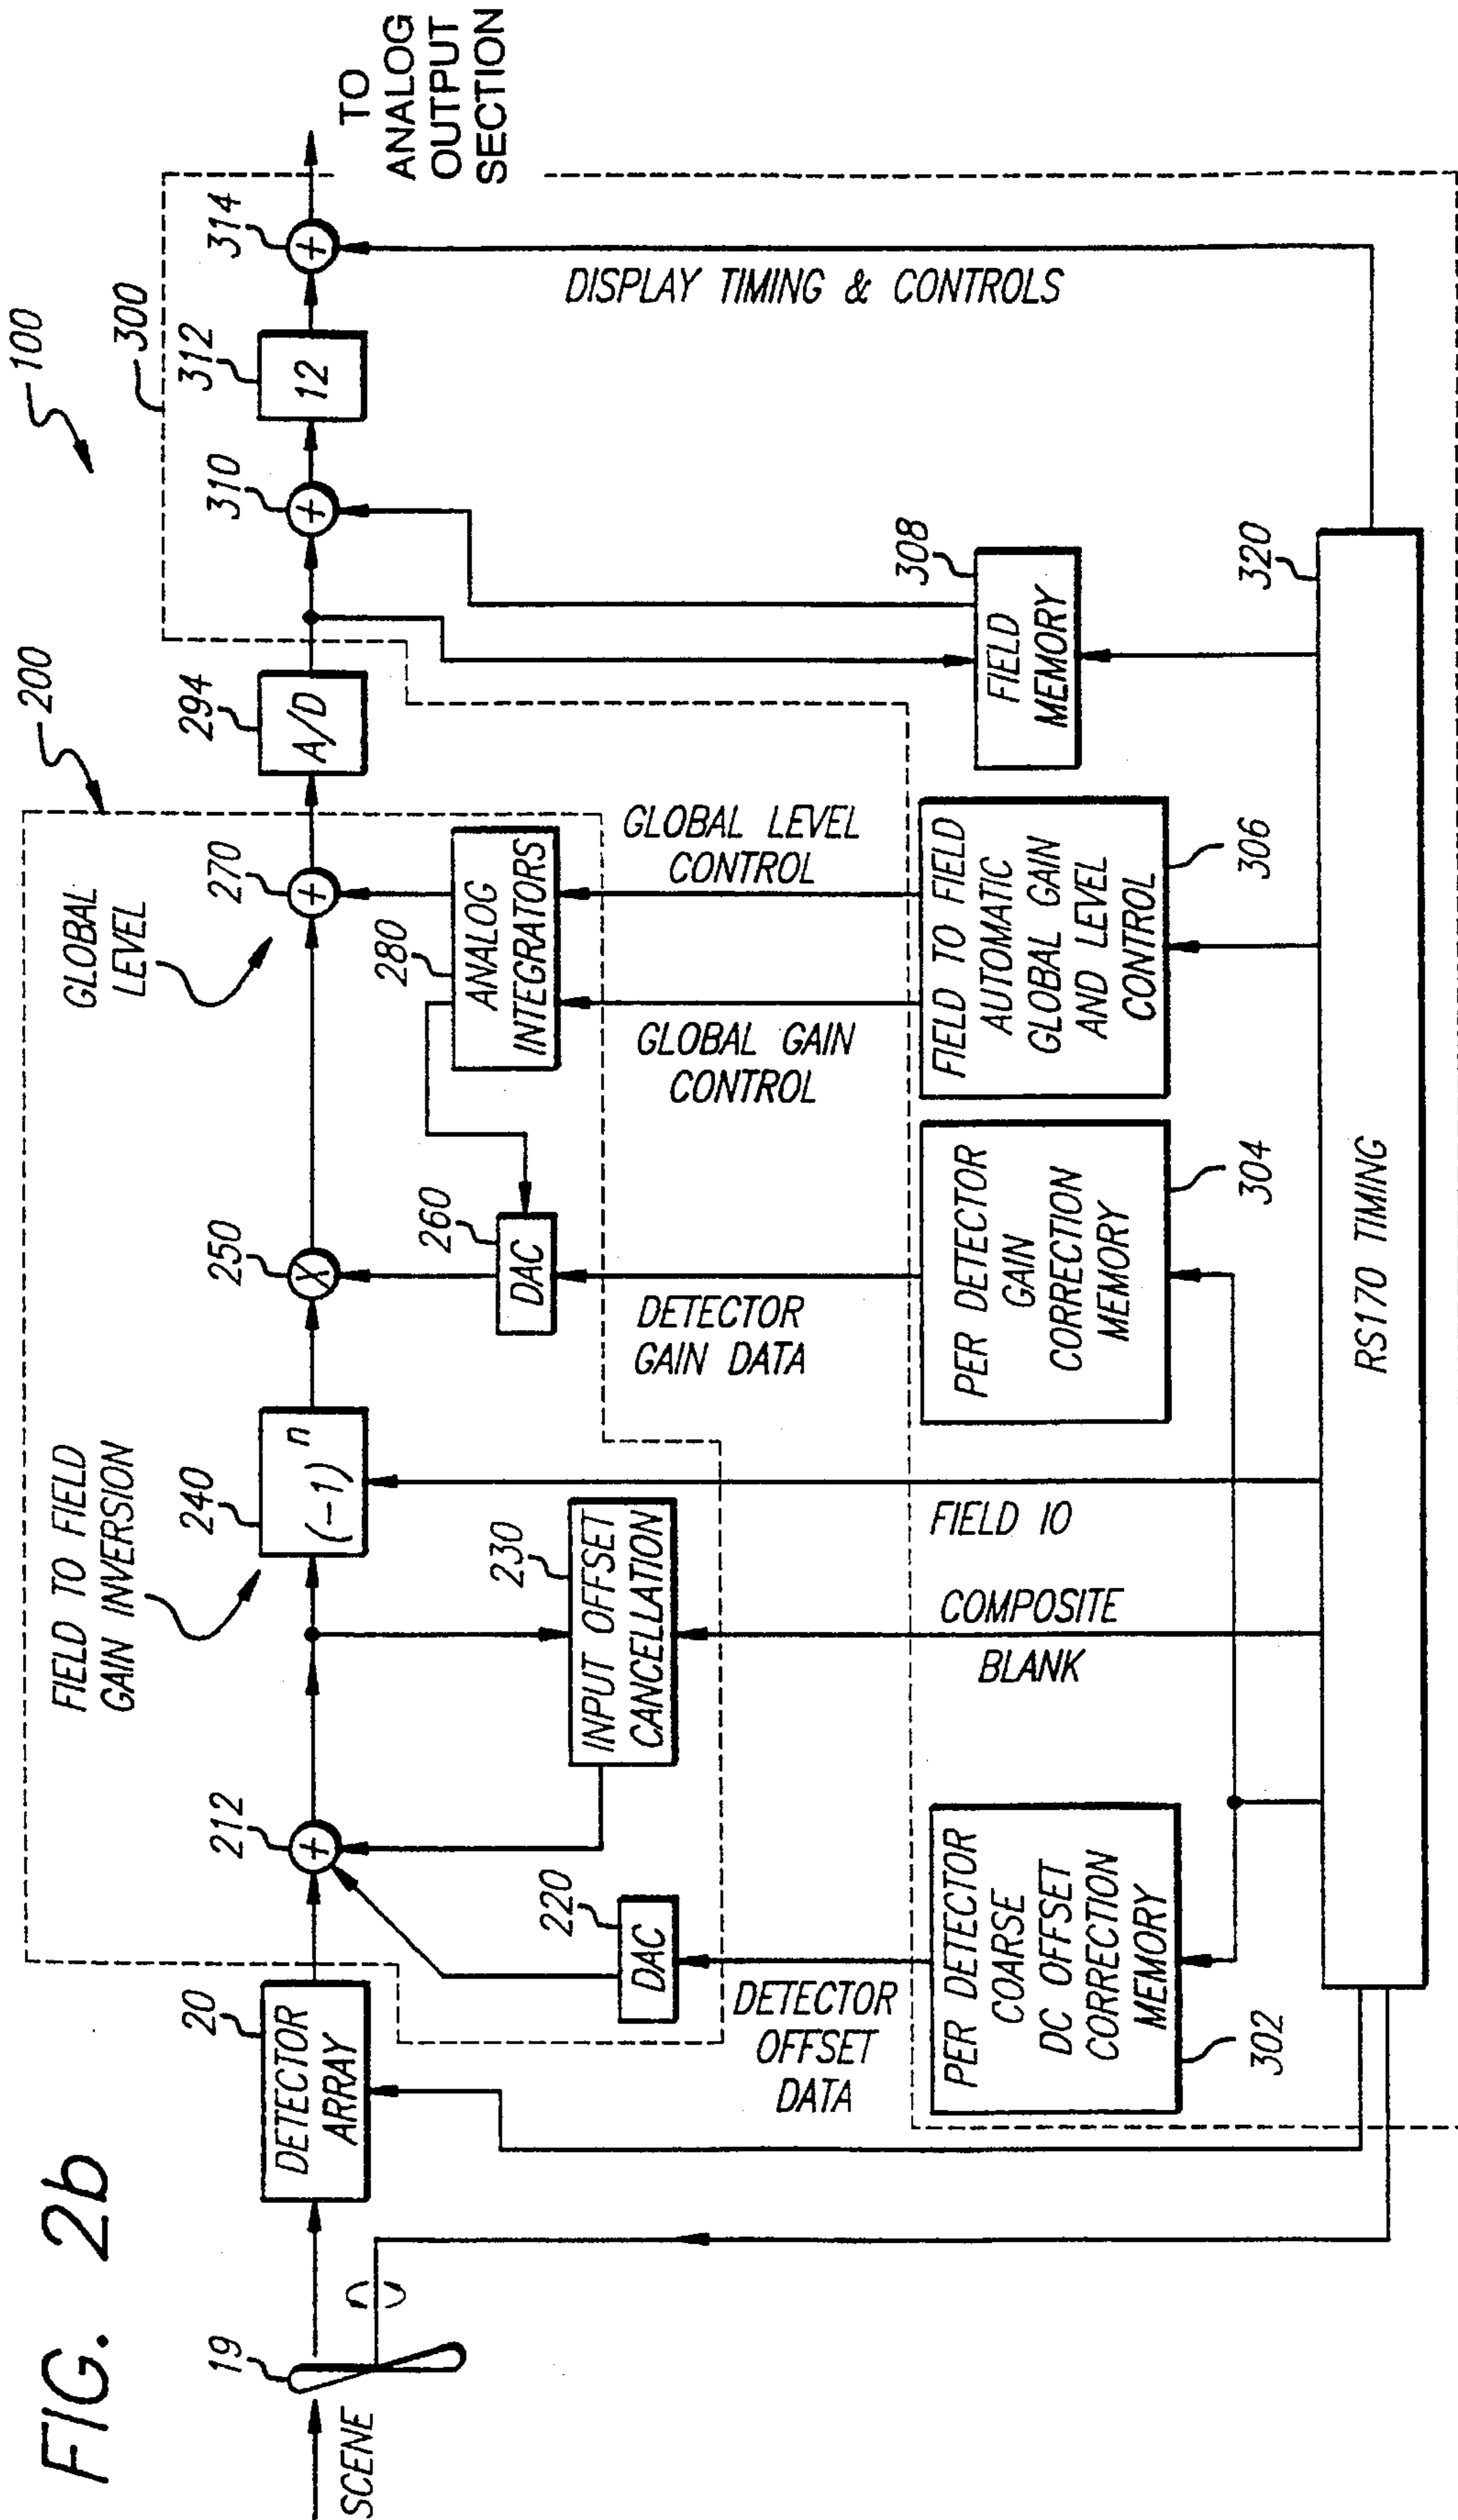 FIG. 2b
100
200
300
SCENE
19
20
DETECTOR
ARRAY
212
FIELD TO FIELD
GAIN INVERSION
240
(-1)ⁿ
250
GLOBAL
LEVEL
270
294
A/D
310
312
12
314
TO
ANALOG
OUTPUT
SECTION
220
DAC
230
INPUT OFFSET
CANCELLATION
260
DAC
280
ANALOG
INTEGRATORS
DETECTOR
OFFSET
DATA
COMPOSITE
BLANK
FIELD IO
DETECTOR
GAIN DATA
GLOBAL GAIN
CONTROL
GLOBAL LEVEL
CONTROL
DISPLAY TIMING & CONTROLS
PER DETECTOR
COARSE
DC OFFSET
CORRECTION
MEMORY
302
PER DETECTOR
GAIN
CORRECTION
MEMORY
304
FIELD TO FIELD
AUTOMATIC
GLOBAL GAIN
AND LEVEL
CONTROL
306
308
FIELD
MEMORY
320
RS170 TIMING